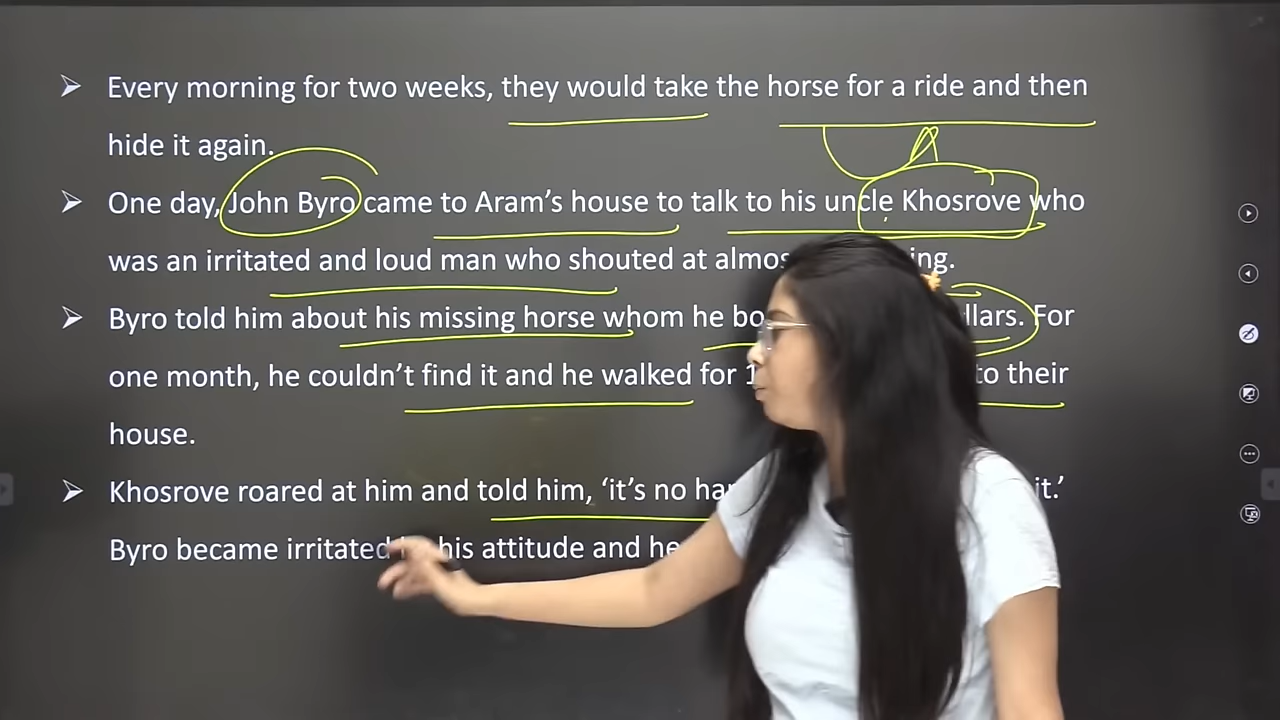 ➢ Every morning for two weeks, they would take the horse for a ride and then
hide it again.
➢ One day, John Byro came to Aram's house to talk to his uncle Khosrove who
was an irritated and loud man who shouted at
➢ Byro told him about his missing horse whom he For
one month, he couldn't find it and he walked for to their
house.
➢ Khosrove roared at him and told him, 'it's no it.'
Byro became irritated his attitude and he